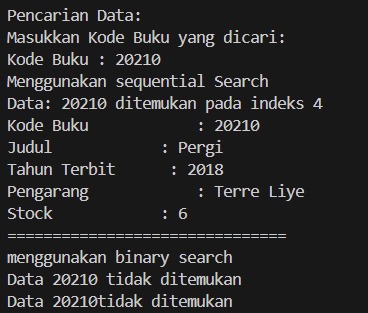 Pencarian Data:
Masukkan Kode Buku yang dicari:
Kode Buku : 20210
Menggunakan sequential Search
Data: 20210 ditemukan pada indeks 4
Kode Buku : 20210
Judul : Pergi
Tahun Terbit : 2018
Pengarang : Terre Liye
Stock : 6
===============================
menggunakan binary search
Data 20210 tidak ditemukan
Data 20210tidak ditemukan